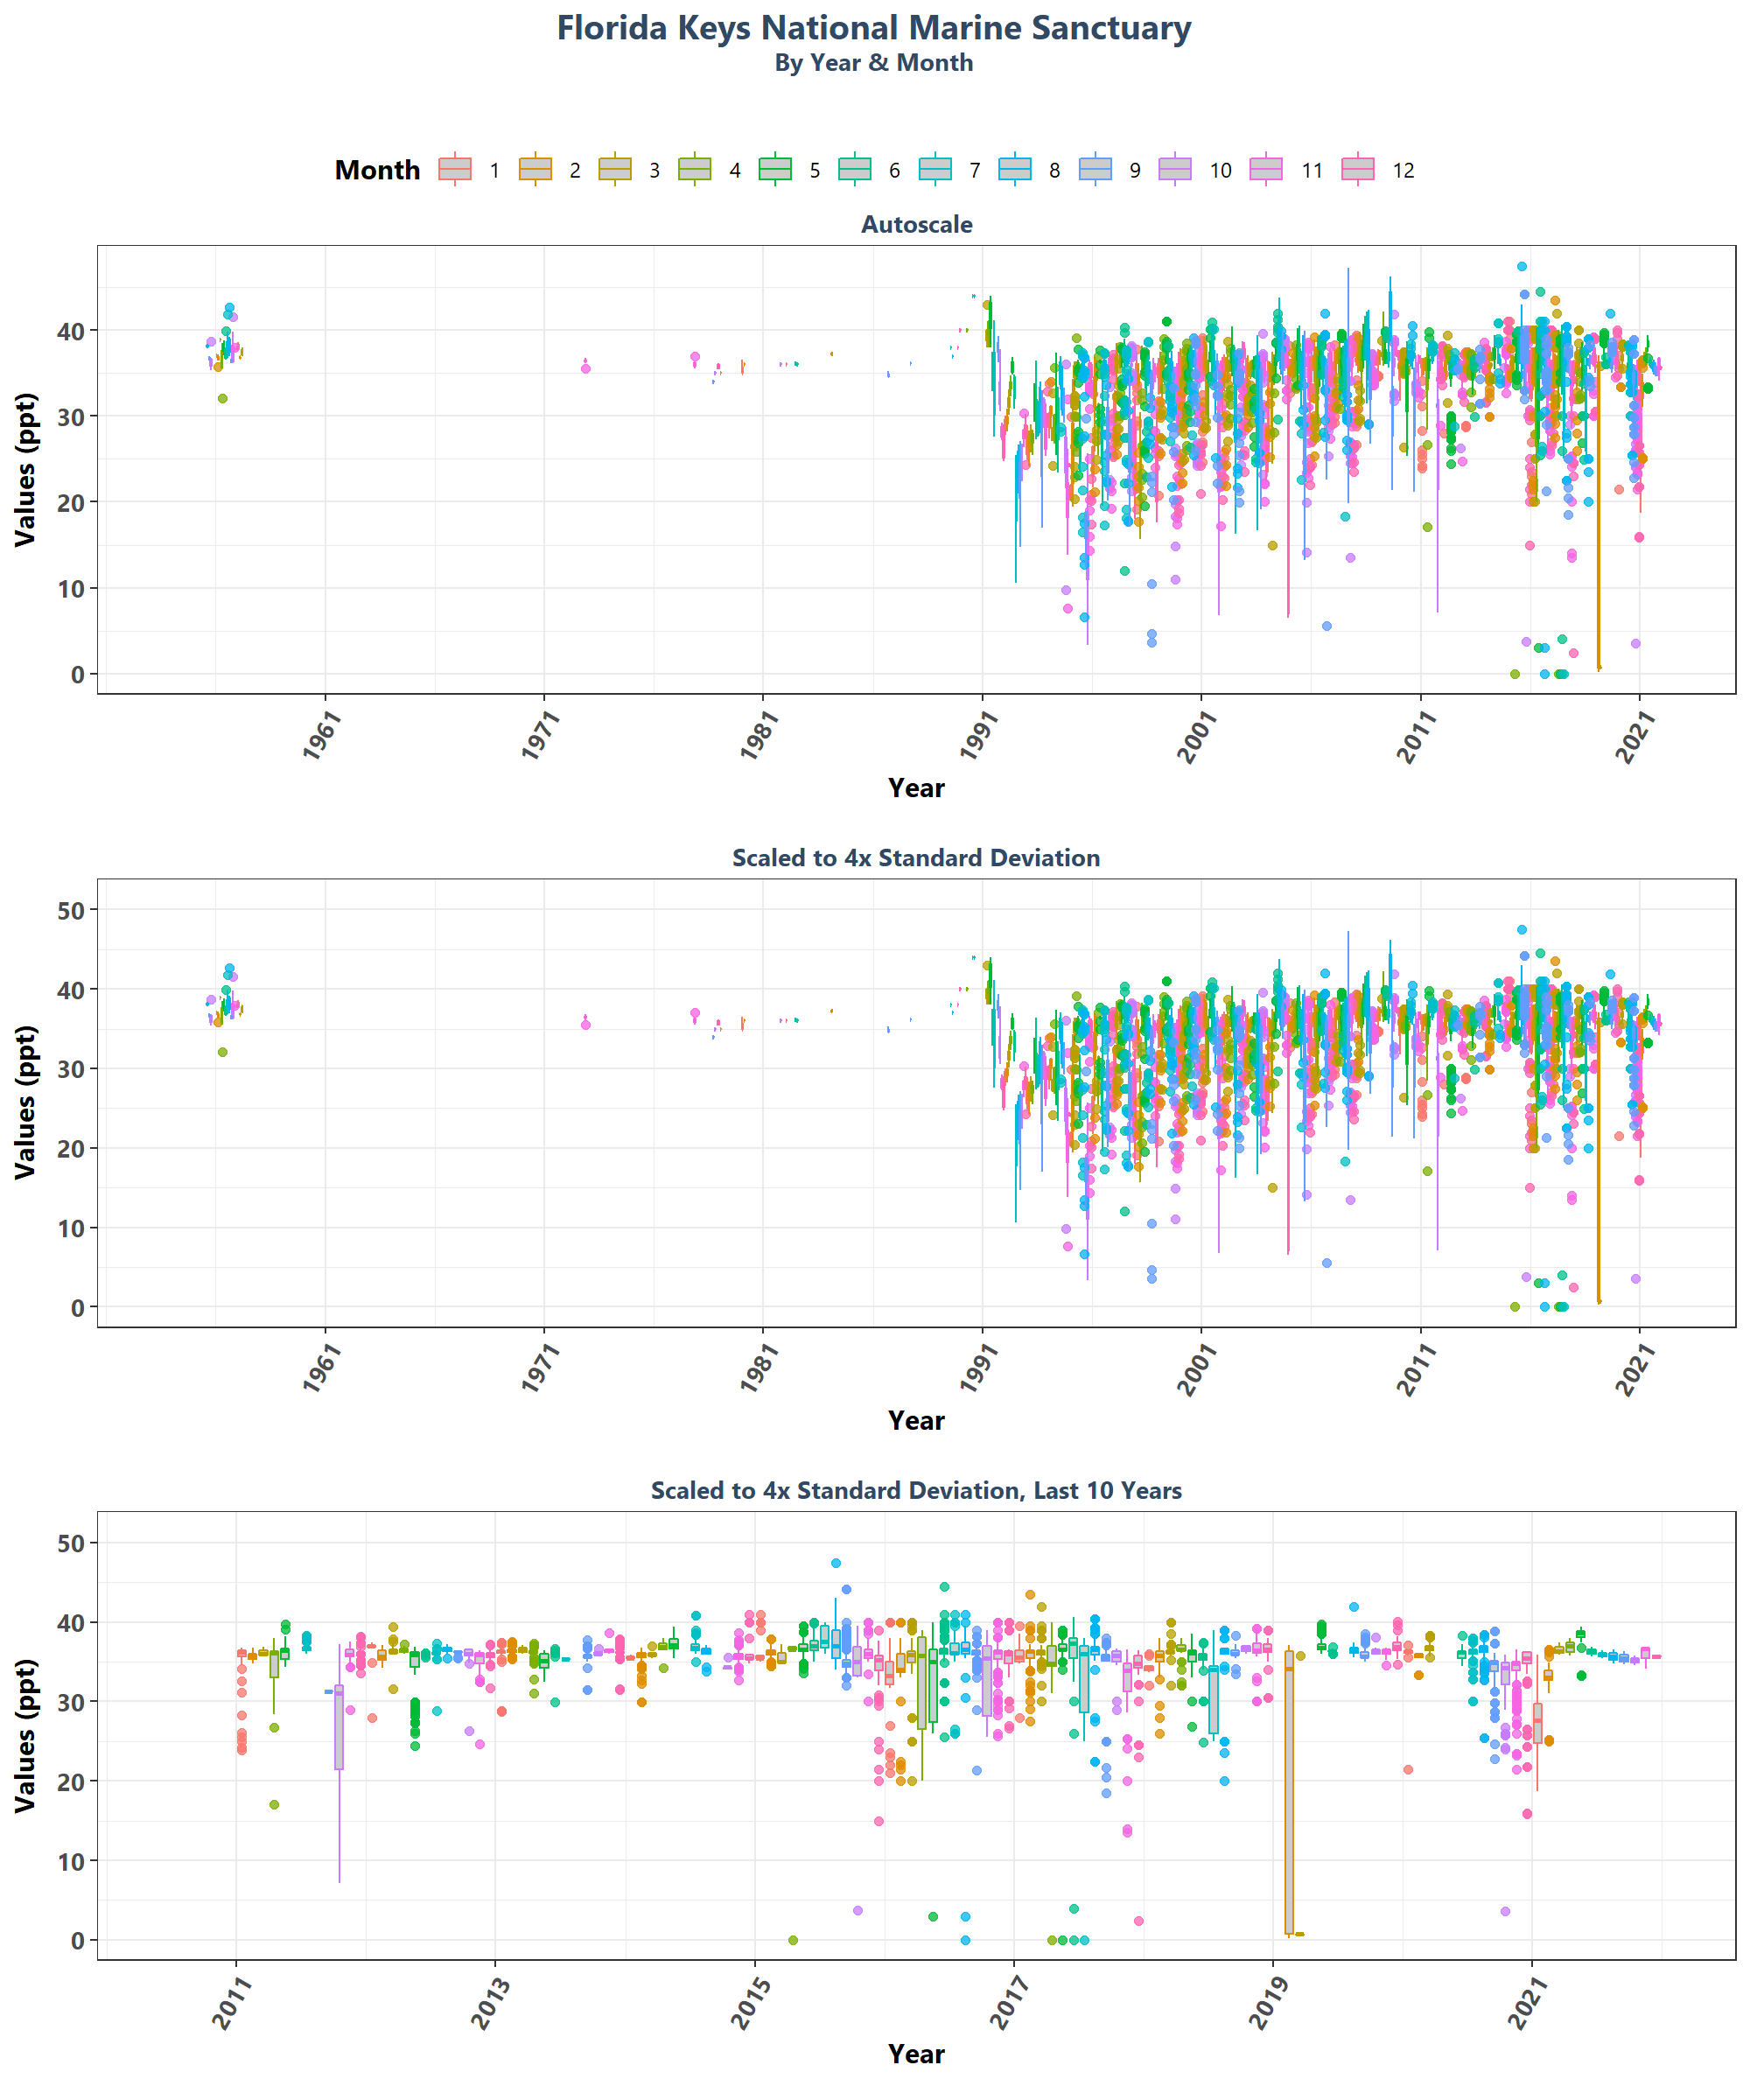 Florida Keys National Marine Sanctuary
By Year & Month
Month 1 2 3 4 5 6 7 8 9 10 11 12
Autoscale
Values (ppt)
40
30
20
10
0
1961 1971 1981 1991 2001 2011 2021
Year
Scaled to 4x Standard Deviation
Values (ppt)
50
40
30
20
10
0
1961 1971 1981 1991 2001 2011 2021
Year
Scaled to 4x Standard Deviation, Last 10 Years
Values (ppt)
50
40
30
20
10
0
2011 2013 2015 2017 2019 2021
Year